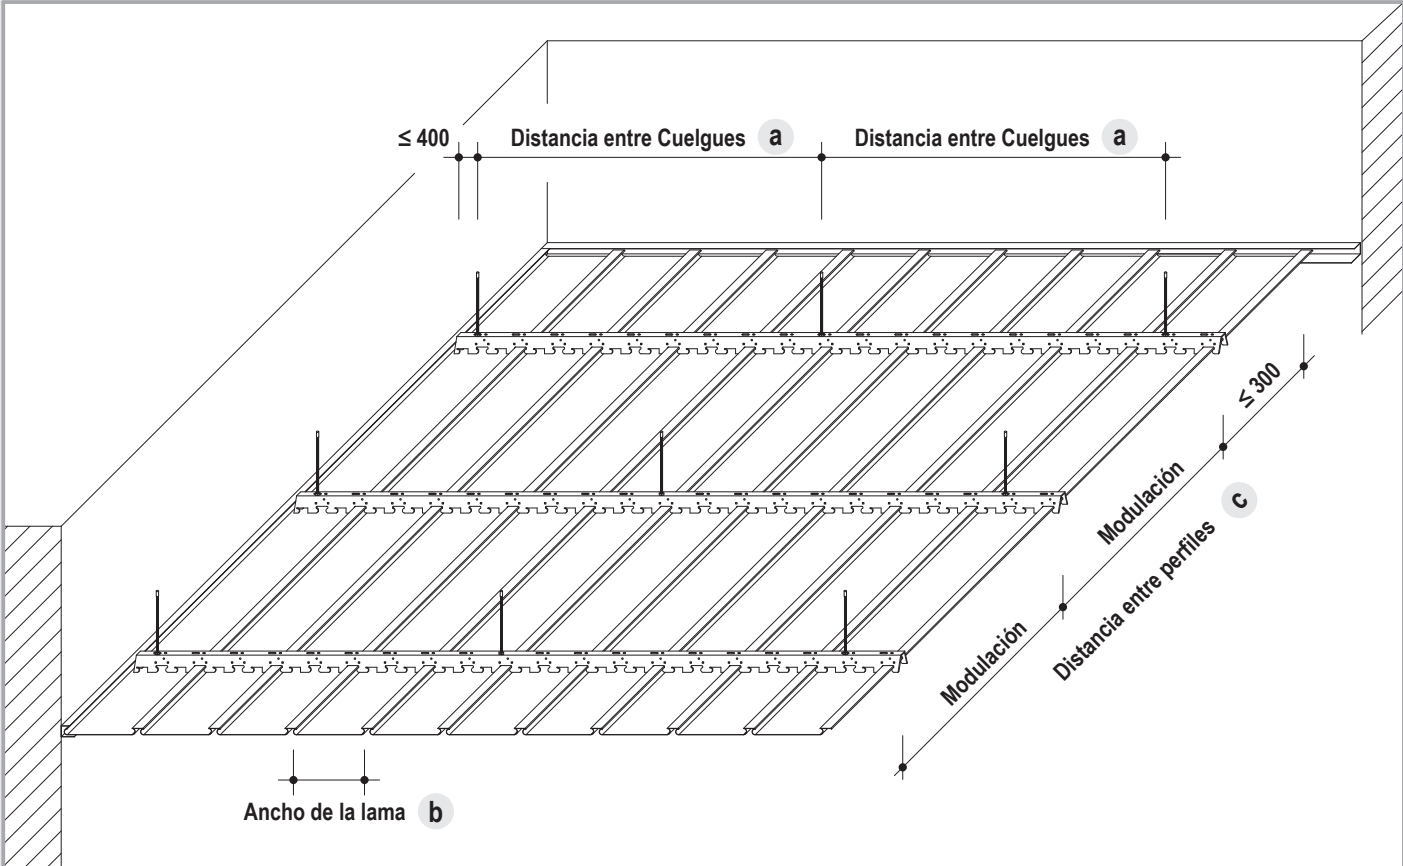 ≤ 400
Distancia entre Cuelgues a
Distancia entre Cuelgues a
≤ 300
Modulación
Distancia entre perfiles c
Modulación
Ancho de la lama b